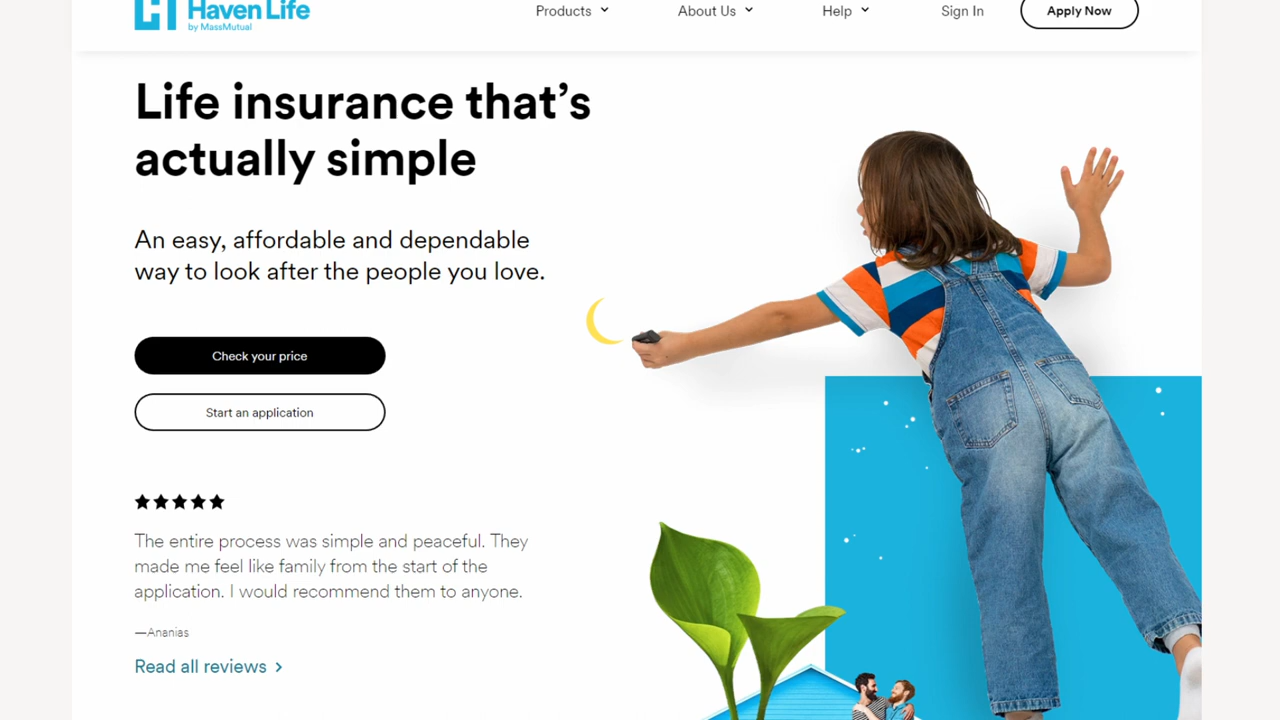 Haven Life
by MassMutual
Products
About Us
Help
Sign In
Apply Now
Life insurance that’s
actually simple
An easy, affordable and dependable
way to look after the people you love.
Check your price
Start an application
The entire process was simple and peaceful. They
made me feel like family from the start of the
application. I would recommend them to anyone.
—Ananias
Read all reviews